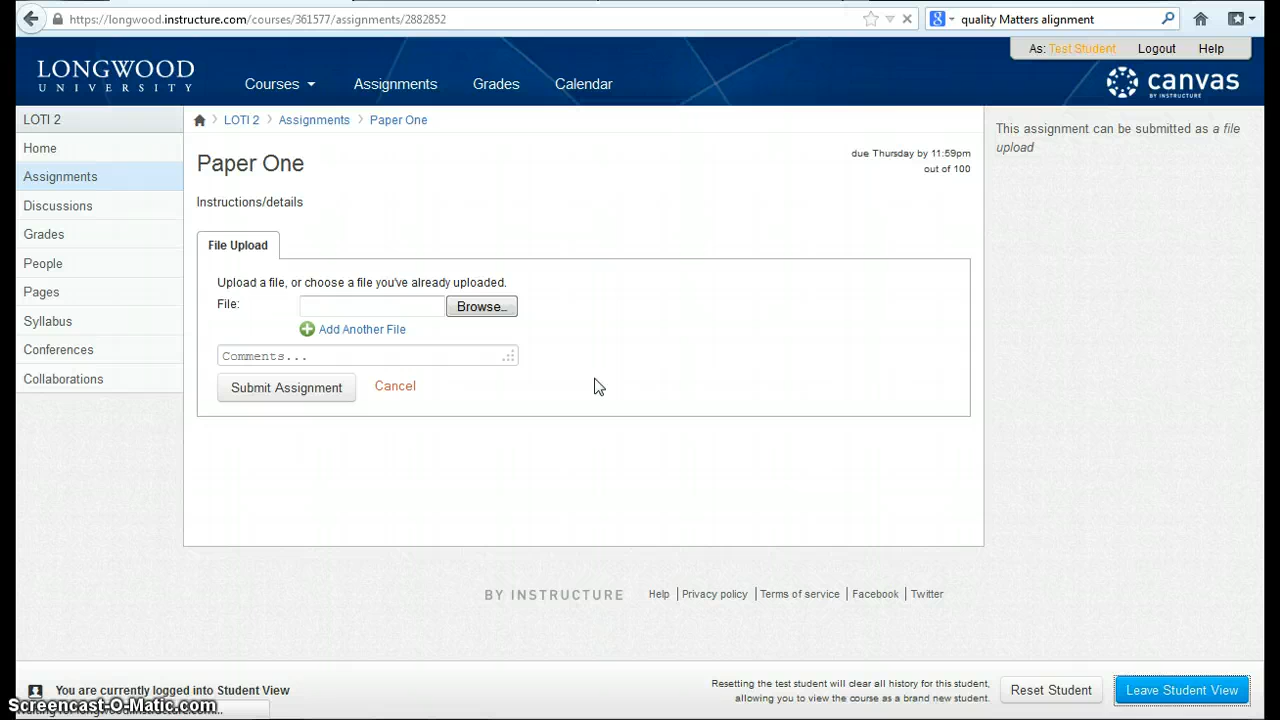 https://longwood.instructure.com/courses/361577/assignments/2882852
quality Matters alignment
As: Test Student Logout Help
LONGWOOD
UNIVERSITY
Courses Assignments Grades Calendar
canvas
BY INSTRUCTURE
LOTI 2
Home
Assignments
Discussions
Grades
People
Pages
Syllabus
Conferences
Collaborations
LOTI 2 Assignments Paper One
Paper One
due Thursday by 11:59pm
out of 100
Instructions/details
File Upload
Upload a file, or choose a file you've already uploaded.
File: Browse...
Add Another File
Comments...
Submit Assignment Cancel
This assignment can be submitted as a file
upload
BY INSTRUCTURE Help Privacy policy Terms of service Facebook Twitter
You are currently logged into Student View
Resetting the test student will clear all history for this student,
allowing you to view the course as a brand new student.
Reset Student Leave Student View
Screencast-O-Matic.com